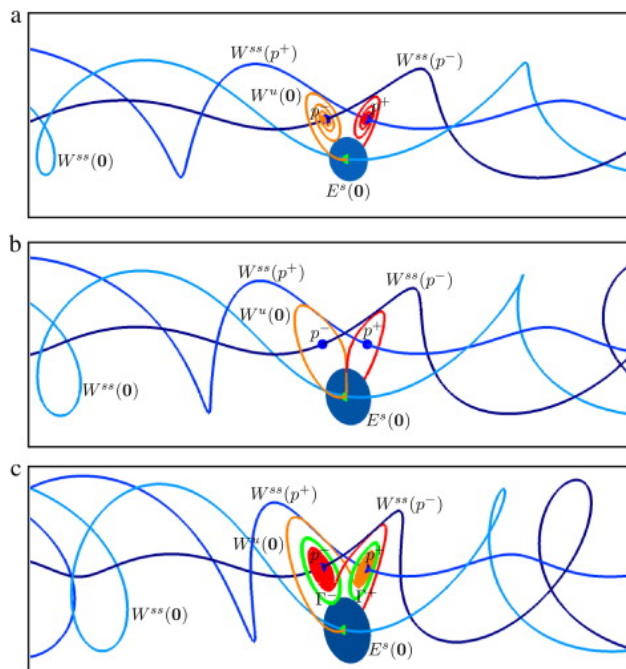 a
W^{ss}(p^+)
W^{ss}(p^-)
W^u(0)
p^- p^+
W^{ss}(0)
E^s(0)
b
W^{ss}(p^+)
W^{ss}(p^-)
W^u(0)
p^- p^+
W^{ss}(0)
E^s(0)
c
W^{ss}(p^+)
W^{ss}(p^-)
W^u(0)
p^- p^+
Γ^- Γ^+
W^{ss}(0)
E^s(0)